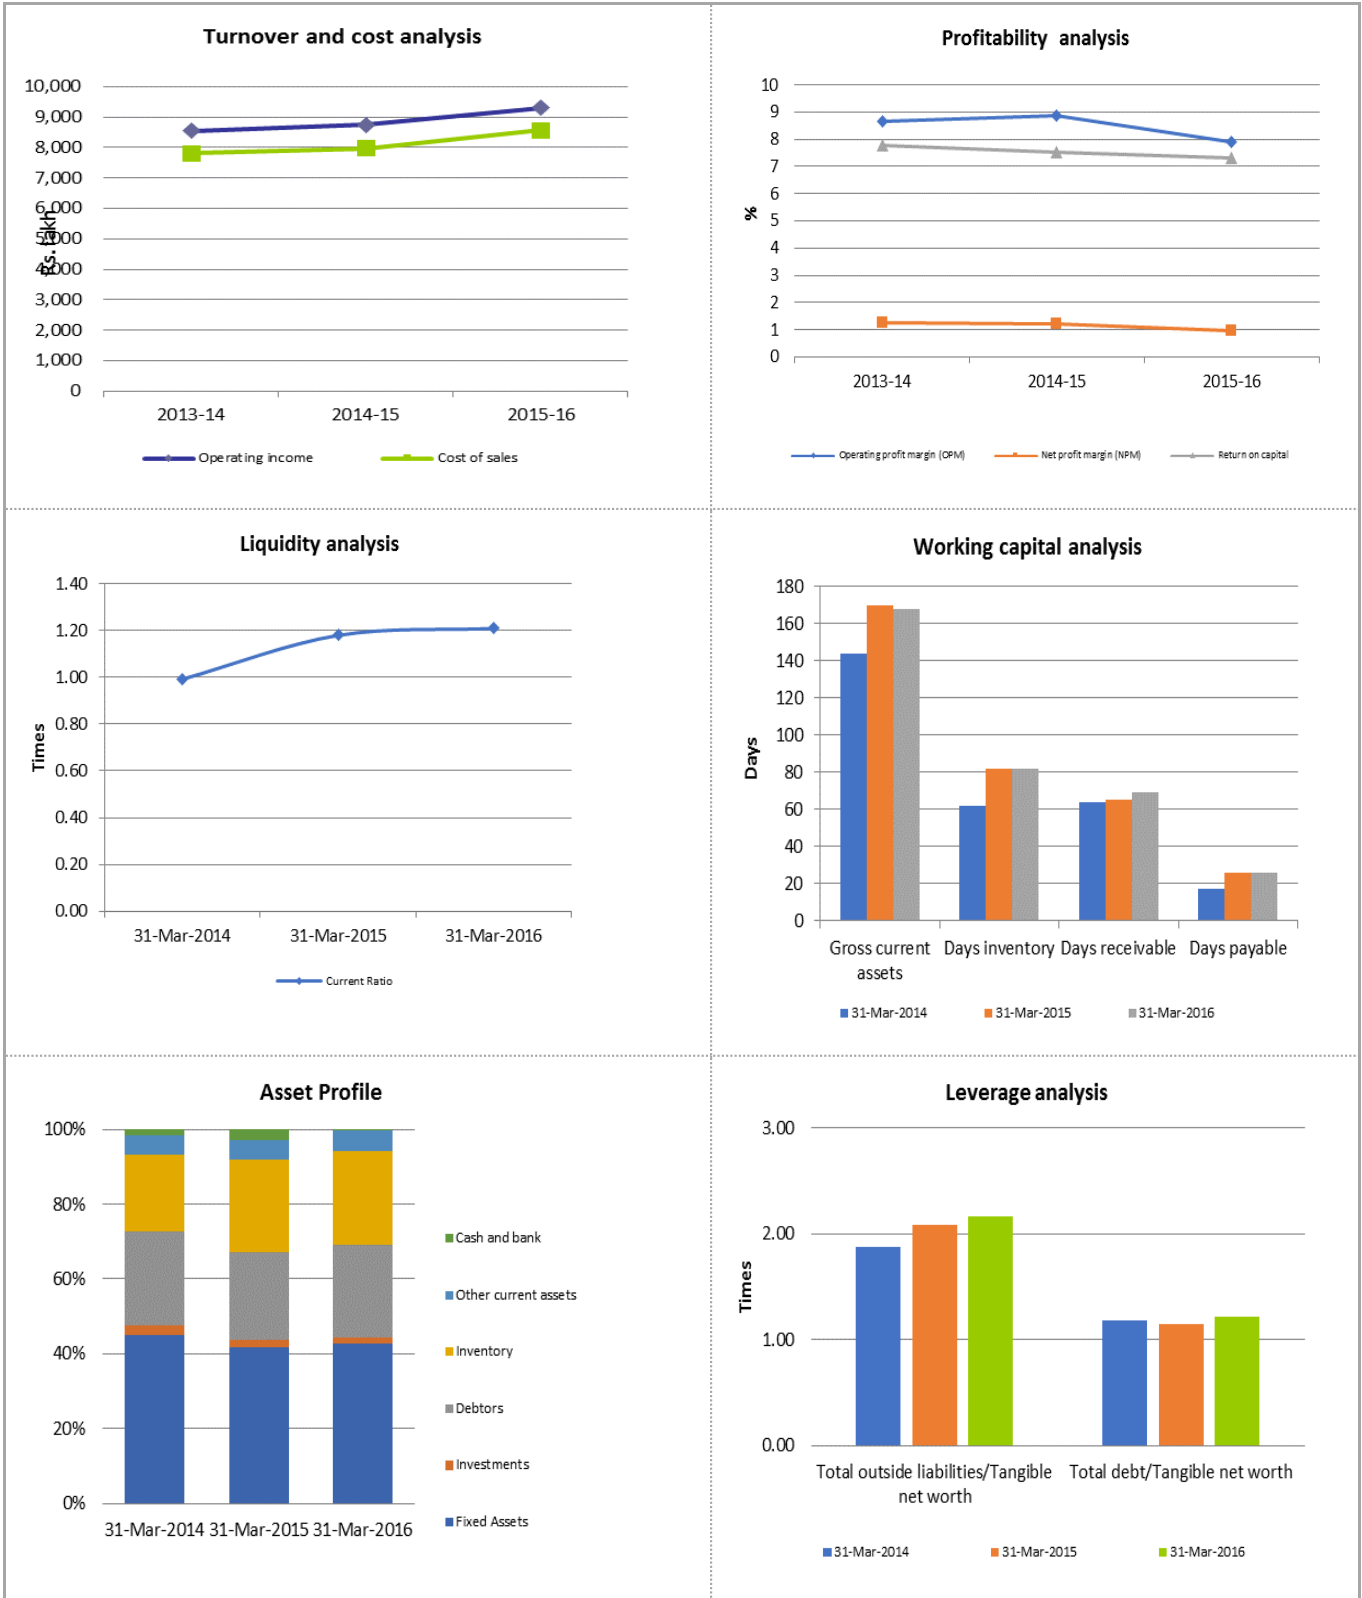 Turnover and cost analysis
10,000
9,000
8,000
7,000
6,000
5,000
4,000
3,000
2,000
1,000
0
Rs. lakh
2013-14 2014-15 2015-16
Operating income Cost of sales
Profitability analysis
10
9
8
7
6
5
4
3
2
1
0
%
2013-14 2014-15 2015-16
Operating profit margin (OPM) Net profit margin (NPM) Return on capital
Liquidity analysis
1.40
1.20
1.00
0.80
0.60
0.40
0.20
0.00
Times
31-Mar-2014 31-Mar-2015 31-Mar-2016
Current Ratio
Working capital analysis
180
160
140
120
100
80
60
40
20
0
Days
Gross current Days inventory Days receivable Days payable
assets
31-Mar-2014 31-Mar-2015 31-Mar-2016
Asset Profile
100%
80%
60%
40%
20%
0%
31-Mar-2014 31-Mar-2015 31-Mar-2016
Cash and bank
Other current assets
Inventory
Debtors
Investments
Fixed Assets
Leverage analysis
3.00
2.00
1.00
0.00
Times
Total outside liabilities/Tangible Total debt/Tangible net worth
net worth
31-Mar-2014 31-Mar-2015 31-Mar-2016